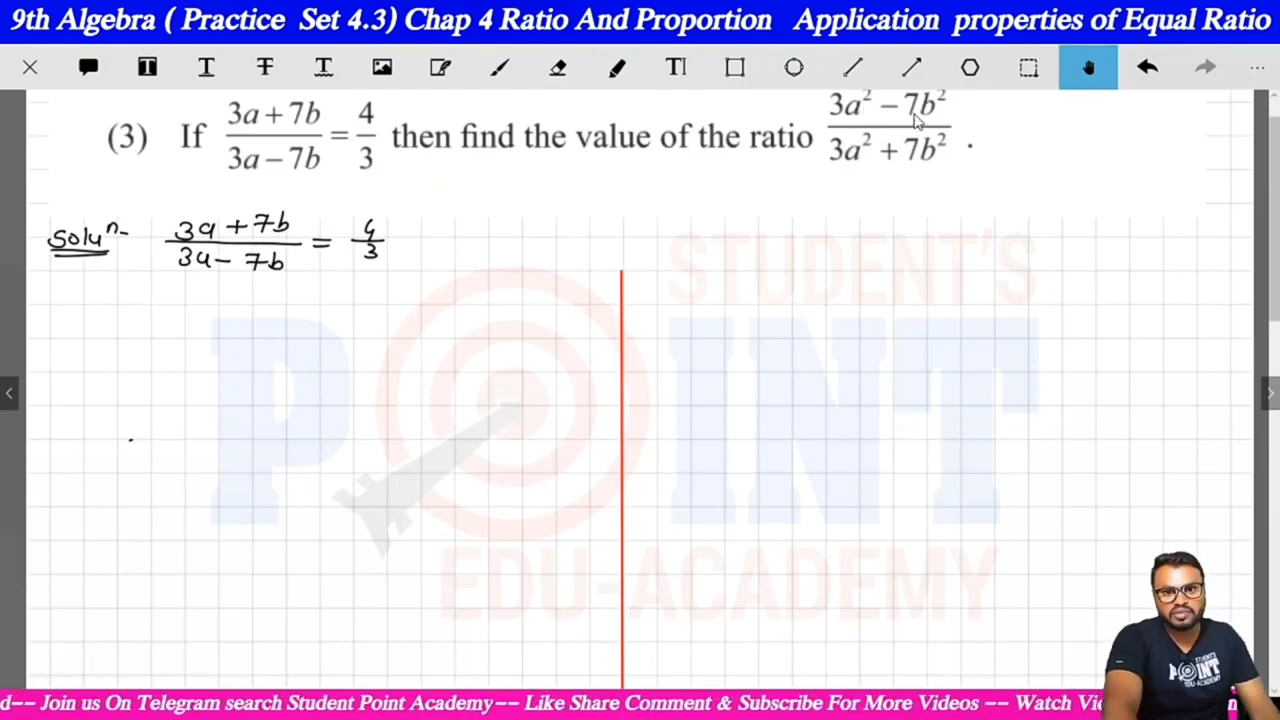 9th Algebra ( Practice Set 4.3) Chap 4 Ratio And Proportion Application properties of Equal Ratio
(3) If (3a + 7b)/(3a − 7b) = 4/3 then find the value of the ratio (3a² − 7b²)/(3a² + 7b²) .
Soluⁿ- (3a + 7b)/(3a − 7b) = 4/3
STUDENT'S
POINT
EDU-ACADEMY
POINT
EDU-ACADEMY
d–– Join us On Telegram search Student Point Academy–– Like Share Comment & Subscribe For More Videos –– Watch